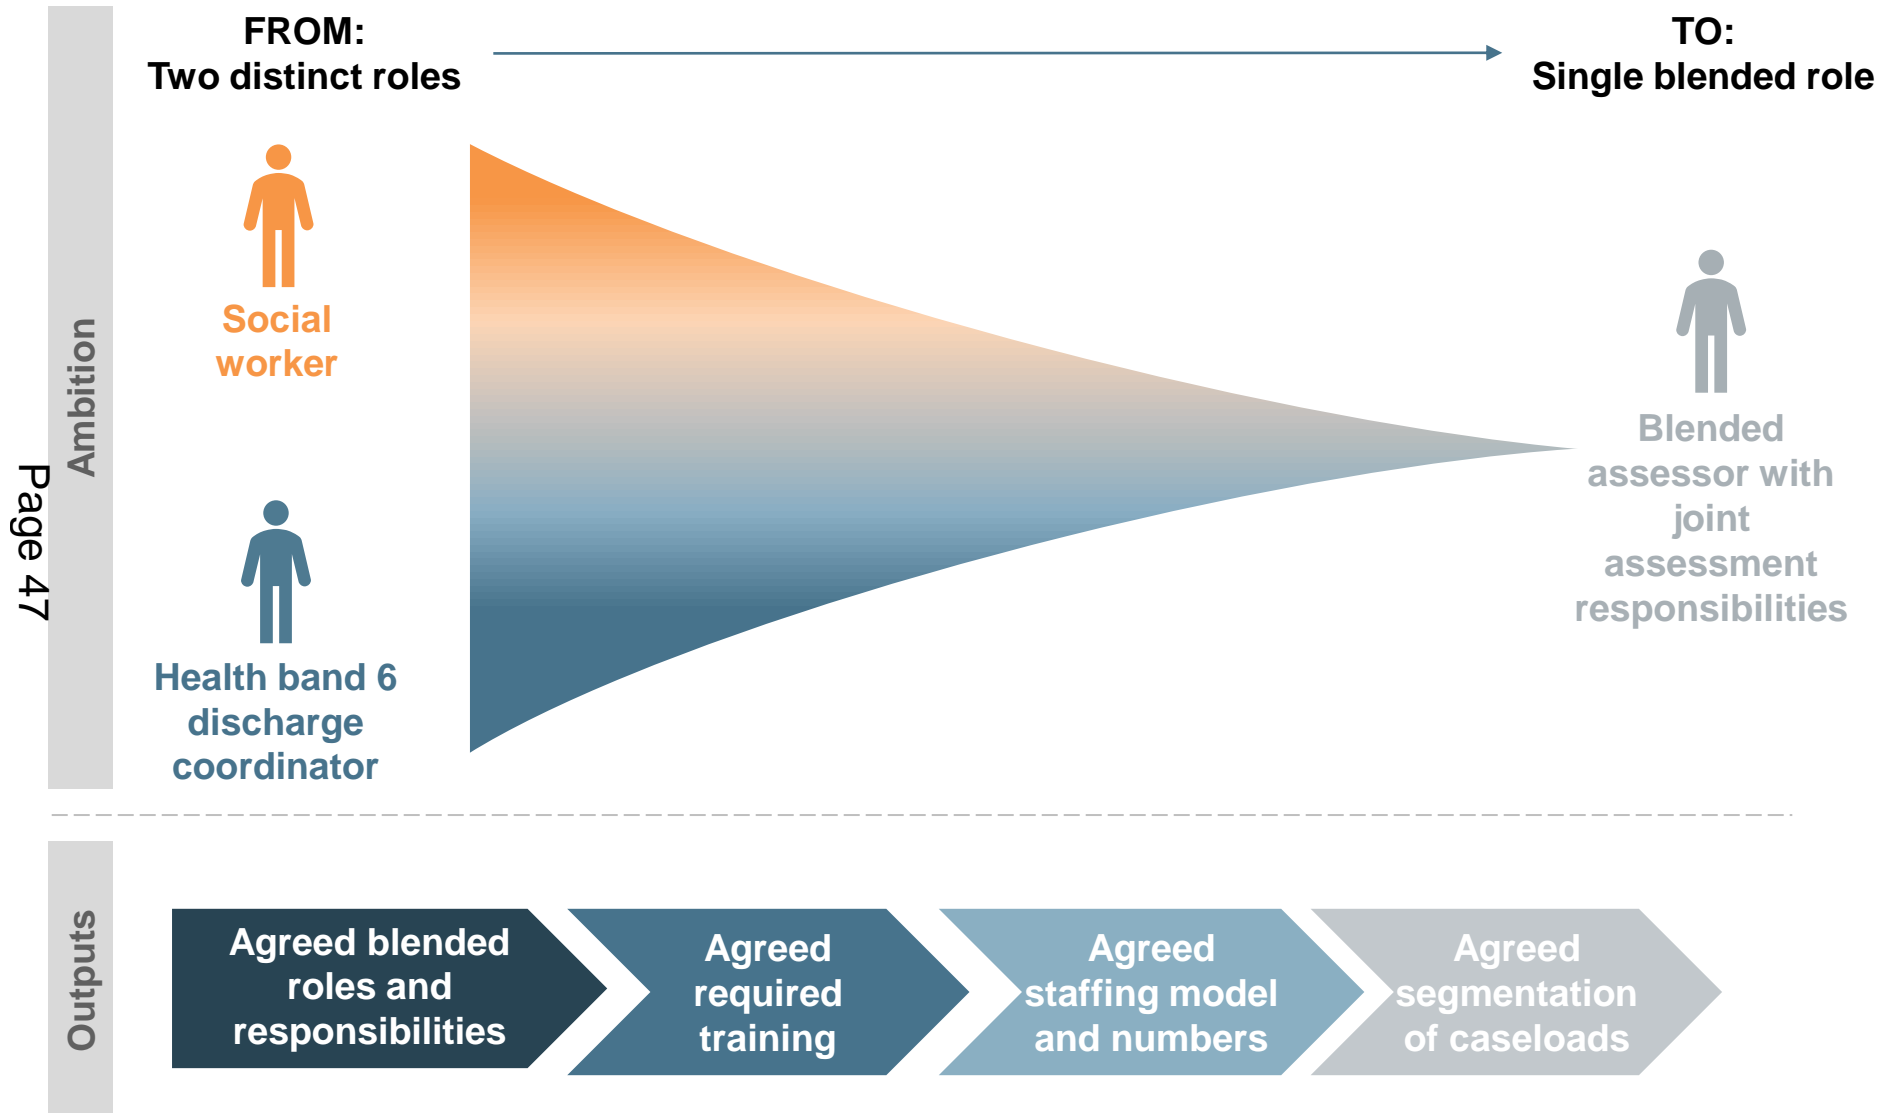 FROM:
Two distinct roles
TO:
Single blended role
Ambition
Social
worker
Health band 6
discharge
coordinator
Blended
assessor with
joint
assessment
responsibilities
Page 47
Outputs
Agreed blended
roles and
responsibilities
Agreed
required
training
Agreed
staffing model
and numbers
Agreed
segmentation
of caseloads